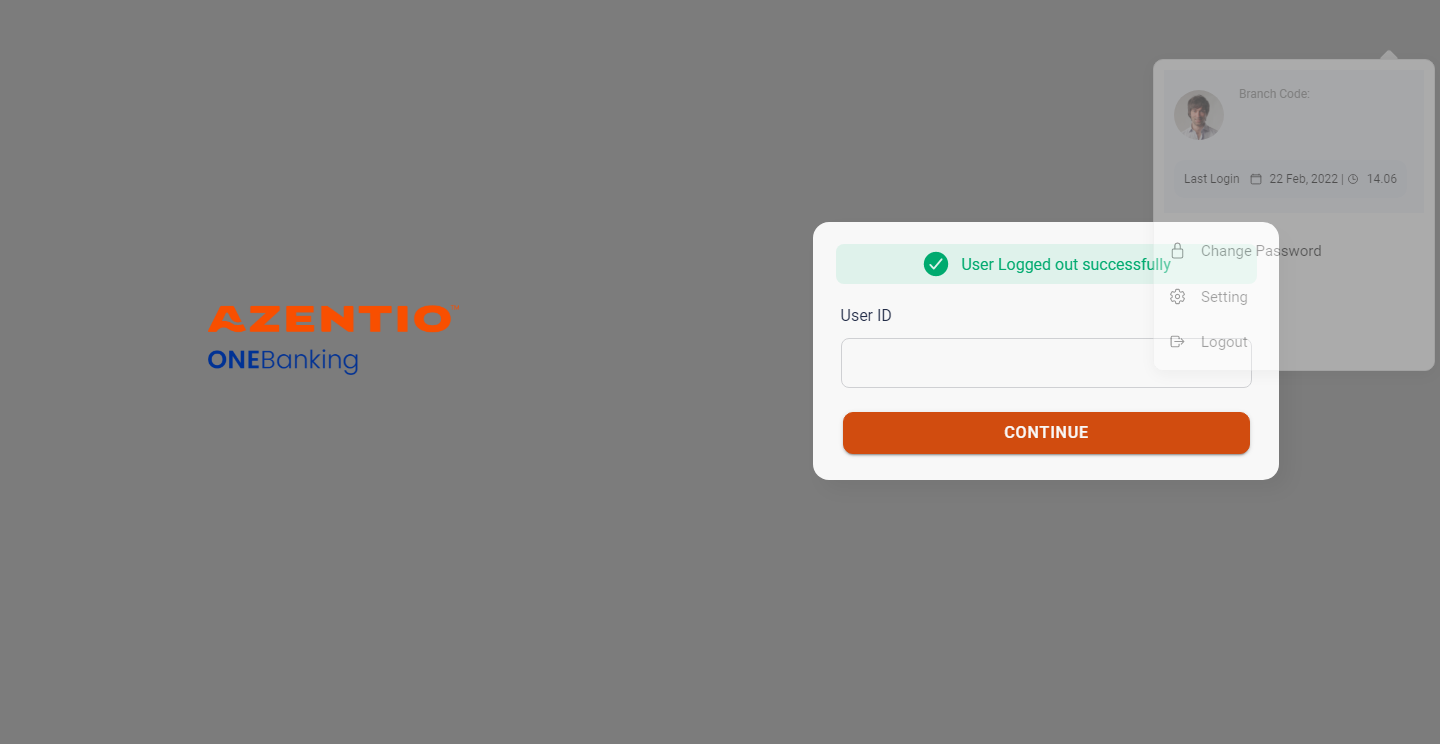 AZENTIO
ONEBanking
Branch Code:
Last Login 22 Feb, 2022 | 14.06
Change Password
Setting
Logout
User Logged out successfully
User ID
CONTINUE